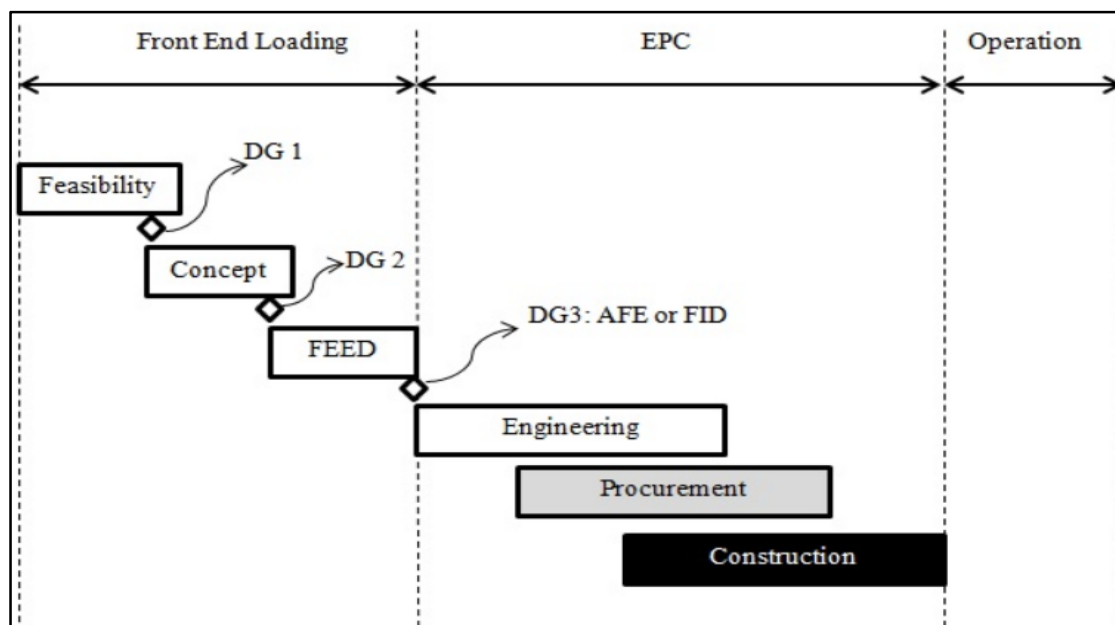 Front End Loading
EPC
Operation
DG 1
Feasibility
Concept
DG 2
DG3: AFE or FID
FEED
Engineering
Procurement
Construction